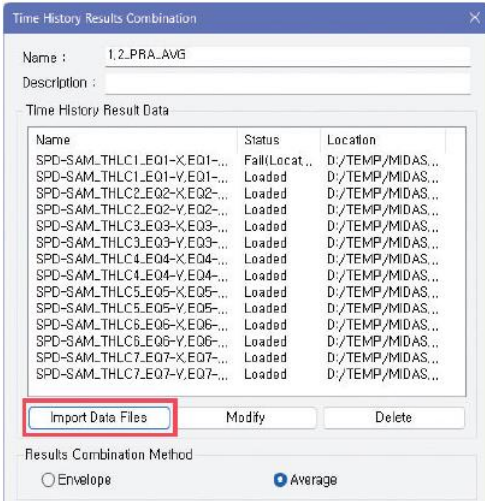 Time History Results Combination
Name : 1,2_PRA_AVG
Description :
Time History Result Data
Name Status Location
SPD-SAM_THLC1_EQ1-X,EQ1-... Fail(Locat... D:/TEMP/MIDAS...
SPD-SAM_THLC1_EQ1-Y,EQ1-... Loaded D:/TEMP/MIDAS...
SPD-SAM_THLC2_EQ2-X,EQ2-... Loaded D:/TEMP/MIDAS...
SPD-SAM_THLC2_EQ2-Y,EQ2-... Loaded D:/TEMP/MIDAS...
SPD-SAM_THLC3_EQ3-X,EQ3-... Loaded D:/TEMP/MIDAS...
SPD-SAM_THLC3_EQ3-Y,EQ3-... Loaded D:/TEMP/MIDAS...
SPD-SAM_THLC4_EQ4-X,EQ4-... Loaded D:/TEMP/MIDAS...
SPD-SAM_THLC4_EQ4-Y,EQ4-... Loaded D:/TEMP/MIDAS...
SPD-SAM_THLC5_EQ5-X,EQ5-... Loaded D:/TEMP/MIDAS...
SPD-SAM_THLC5_EQ5-Y,EQ5-... Loaded D:/TEMP/MIDAS...
SPD-SAM_THLC6_EQ6-X,EQ6-... Loaded D:/TEMP/MIDAS...
SPD-SAM_THLC6_EQ6-Y,EQ6-... Loaded D:/TEMP/MIDAS...
SPD-SAM_THLC7_EQ7-X,EQ7-... Loaded D:/TEMP/MIDAS...
SPD-SAM_THLC7_EQ7-Y,EQ7-... Loaded D:/TEMP/MIDAS...
Import Data Files Modify Delete
Results Combination Method
Envelope Average